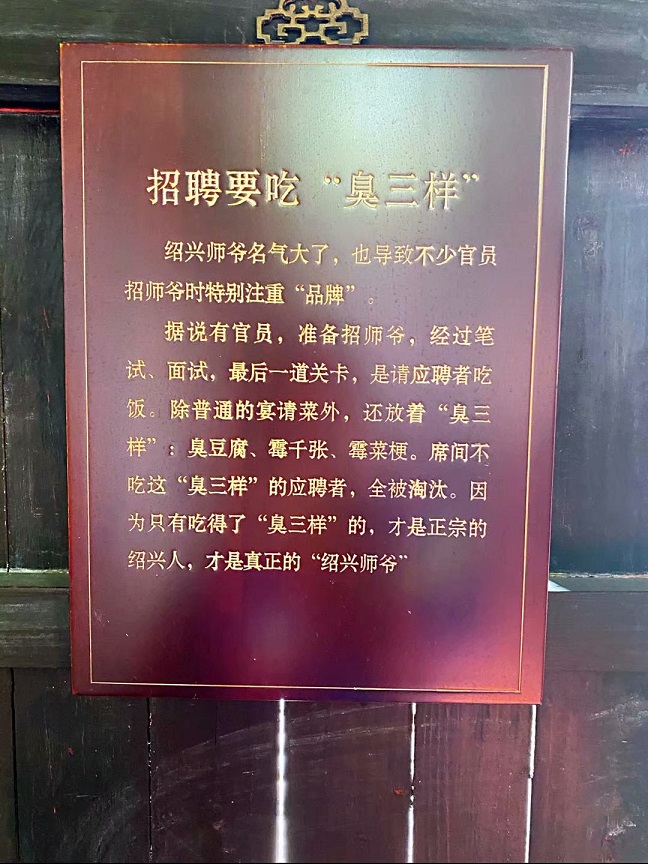 招聘要吃“臭三样”
绍兴师爷名气大了，也导致不少官员
招师爷时特别注重“品牌”。
据说有官员，准备招师爷，经过笔
试、面试，最后一道关卡，是请应聘者吃
饭。除普通的宴请菜外，还放着“臭三
样”：臭豆腐、霉千张、霉菜梗。席间不
吃这“臭三样”的应聘者，全被淘汰。因
为只有吃得了“臭三样”的，才是正宗的
绍兴人，才是真正的“绍兴师爷”